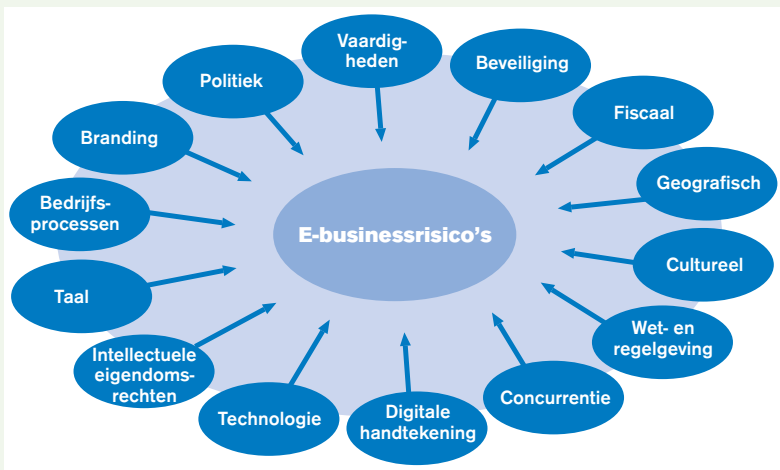 Vaardig-
heden
Beveiliging
Fiscaal
Geografisch
Cultureel
Wet- en
regelgeving
Concurrentie
Digitale
handtekening
Technologie
Intellectuele
eigendoms-
rechten
Taal
Bedrijfs-
processen
Branding
Politiek
E-businessrisico's